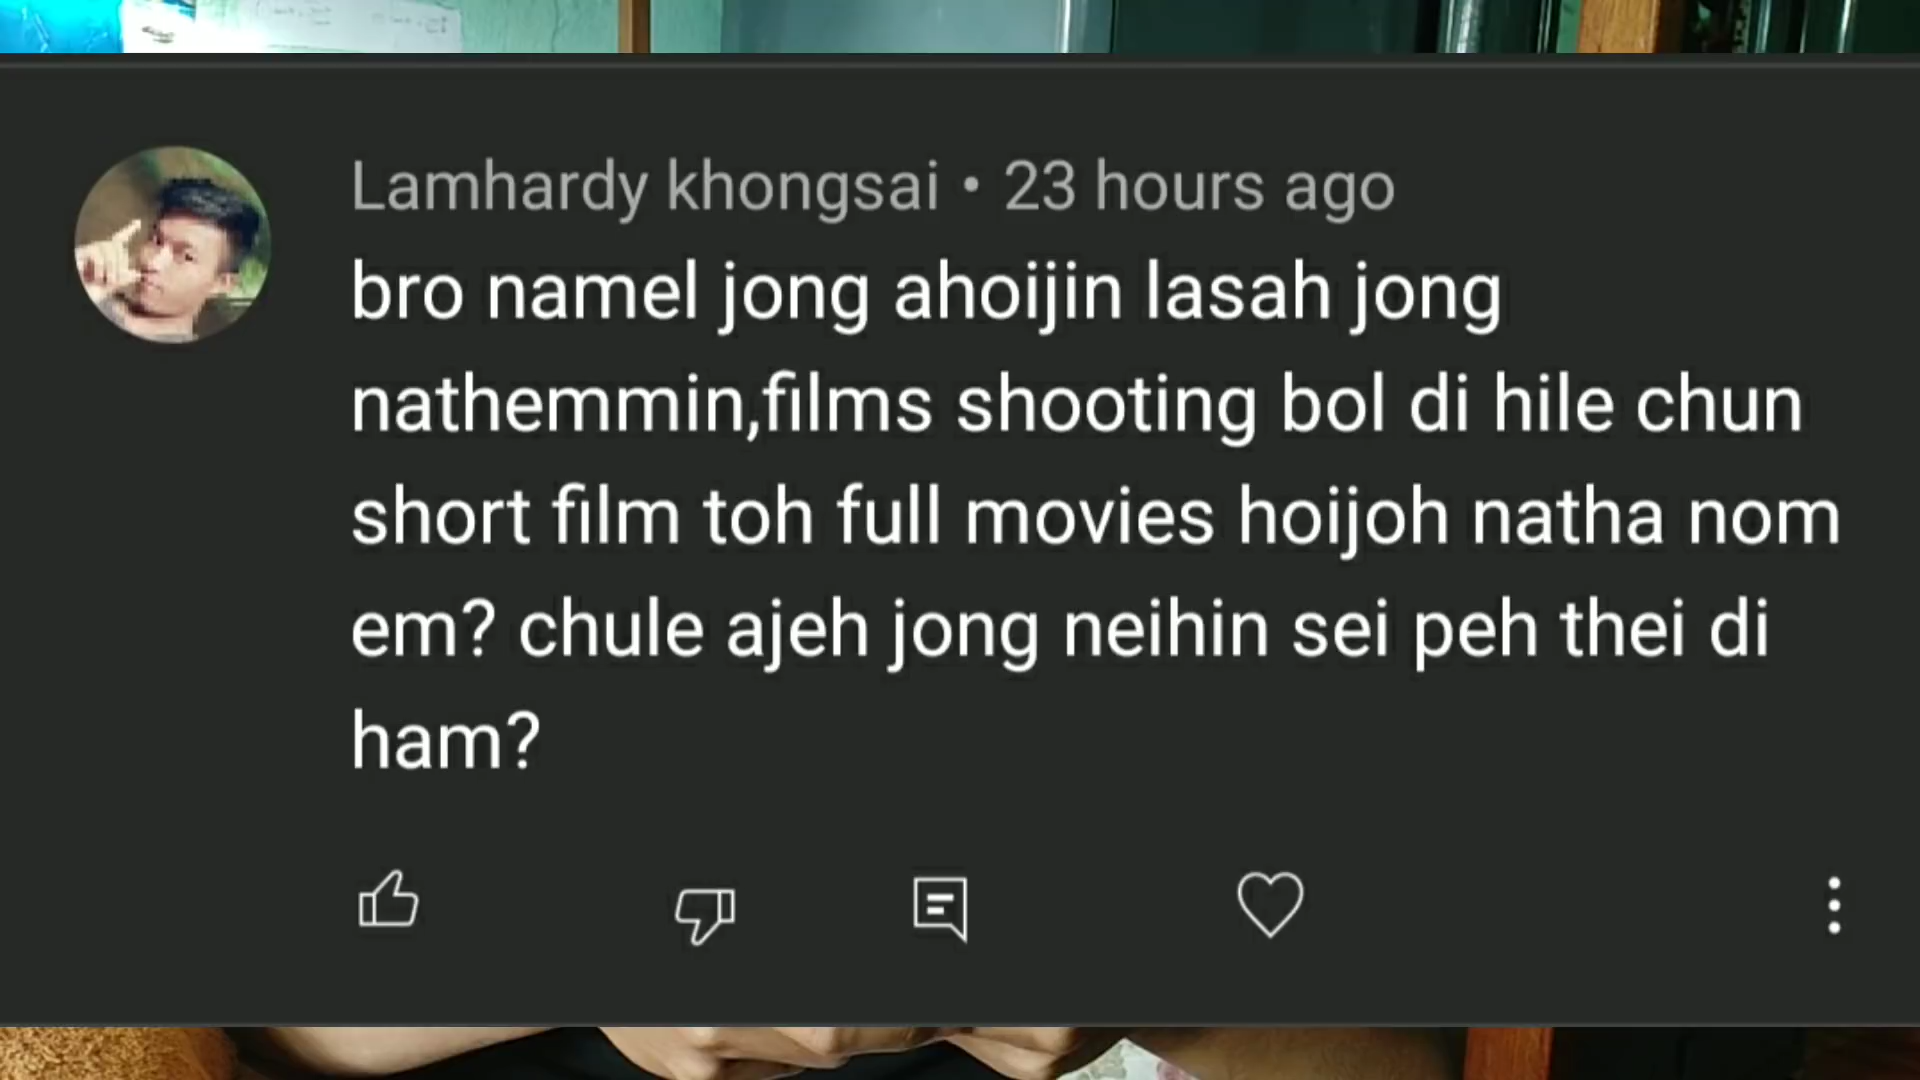 Lamhardy khongsai • 23 hours ago
bro namel jong ahoijin lasah jong
nathemmin,films shooting bol di hile chun
short film toh full movies hoijoh natha nom
em? chule ajeh jong neihin sei peh thei di
ham?